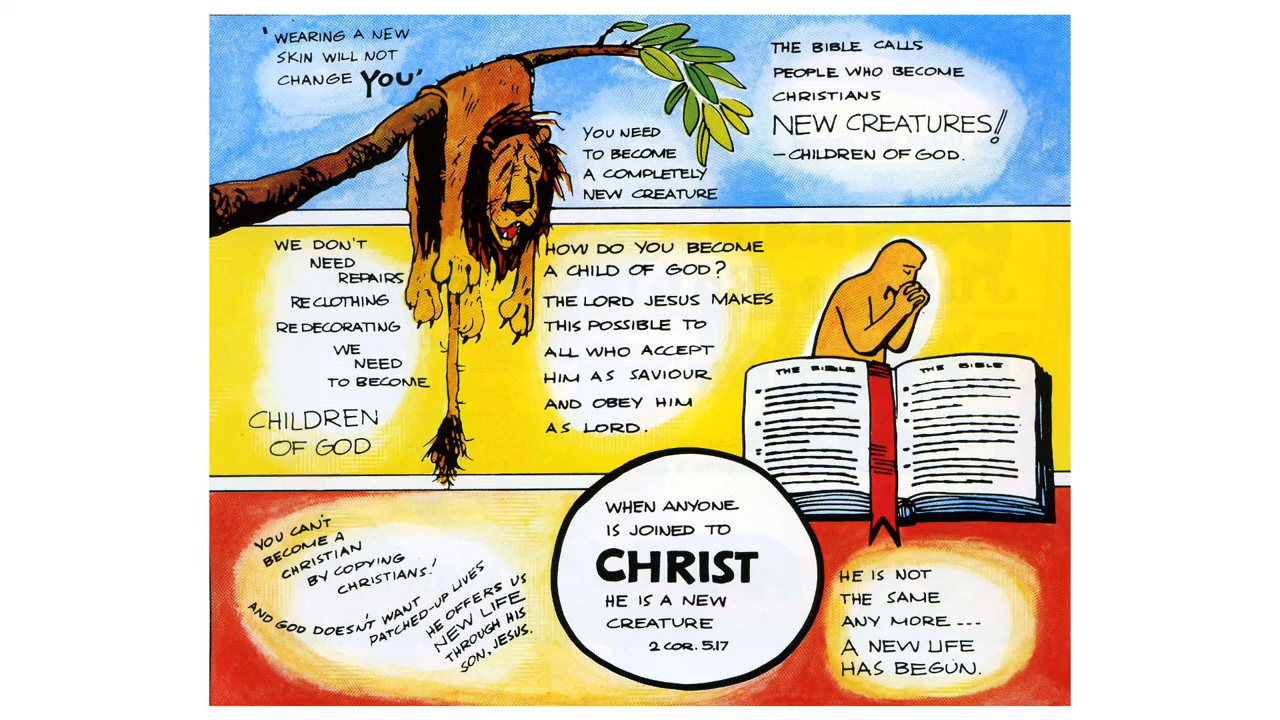 'WEARING A NEW
SKIN WILL NOT
CHANGE YOU'
YOU NEED
TO BECOME
A COMPLETELY
NEW CREATURE
THE BIBLE CALLS
PEOPLE WHO BECOME
CHRISTIANS
NEW CREATURES!
-CHILDREN OF GOD.
WE DON'T
NEED
REPAIRS
RECLOTHING
REDECORATING
WE
NEED
TO BECOME
CHILDREN
OF GOD
HOW DO YOU BECOME
A CHILD OF GOD?
THE LORD JESUS MAKES
THIS POSSIBLE TO
ALL WHO ACCEPT
HIM AS SAVIOUR
AND OBEY HIM
AS LORD.
THE BIBLE
THE BIBLE
YOU CAN'T
BECOME A
CHRISTIAN
BY COPYING
CHRISTIANS!
AND GOD DOESN'T WANT
PATCHED-UP LIVES
HE OFFERS US
NEW LIFE
THROUGH HIS
SON, JESUS.
WHEN ANYONE
IS JOINED TO
CHRIST
HE IS A NEW
CREATURE
2 COR. 5.17
HE IS NOT
THE SAME
ANY MORE ---
A NEW LIFE
HAS BEGUN.